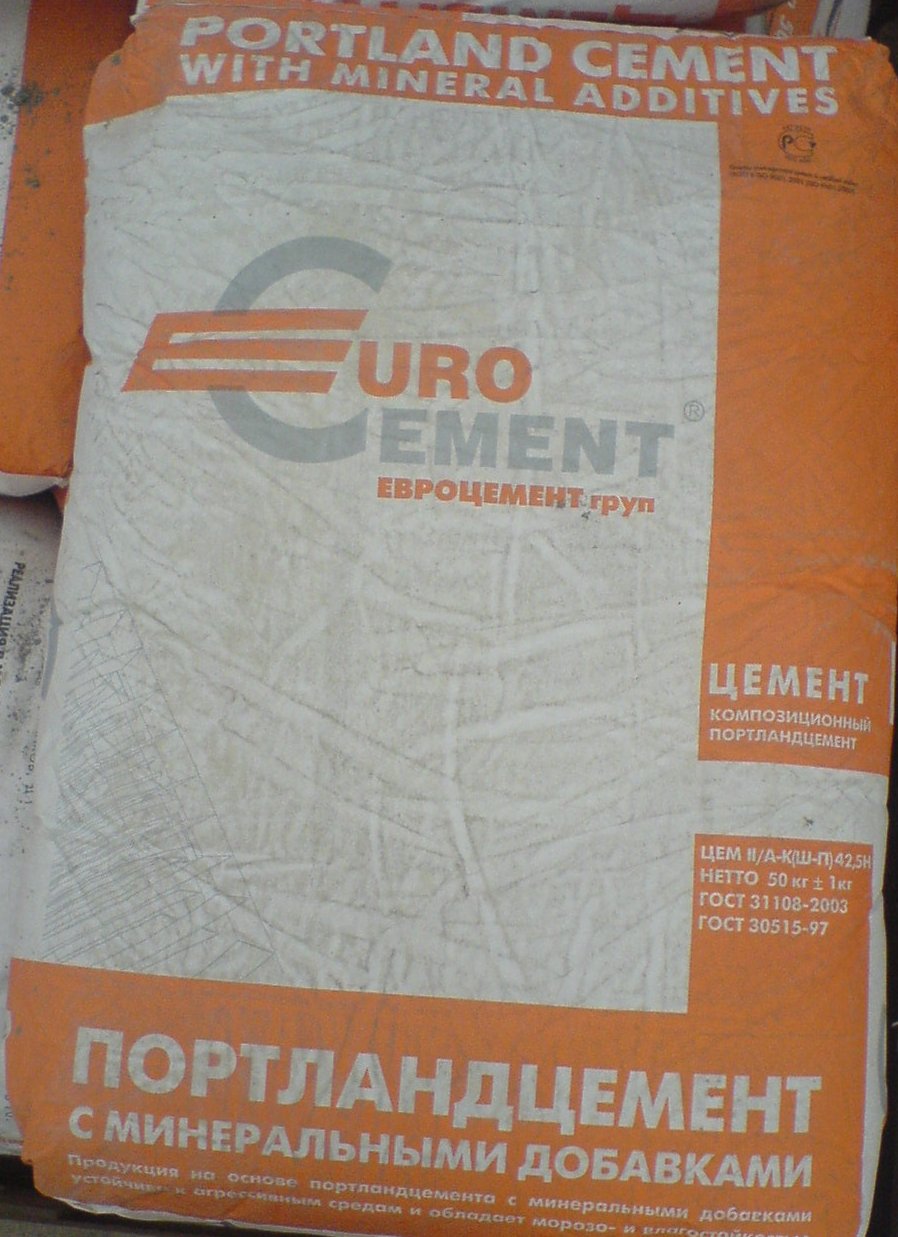 PORTLAND CEMENT
WITH MINERAL ADDITIVES
EURO
CEMENT ®
ЕВРОЦЕМЕНТ груп
РЕАЛИЗАЦИЯ
ЦЕМЕНТ
КОМПОЗИЦИОННЫЙ
ПОРТЛАНДЦЕМЕНТ
ЦЕМ II/А-К(Ш-П)42,5Н
НЕТТО 50 кг ± 1кг
ГОСТ 31108-2003
ГОСТ 30515-97
ПОРТЛАНДЦЕМЕНТ
С МИНЕРАЛЬНЫМИ ДОБАВКАМИ
Продукция на основе портландцемента с минеральными добавками
устойчива к агрессивным средам и обладает морозо- и влагостойкостью